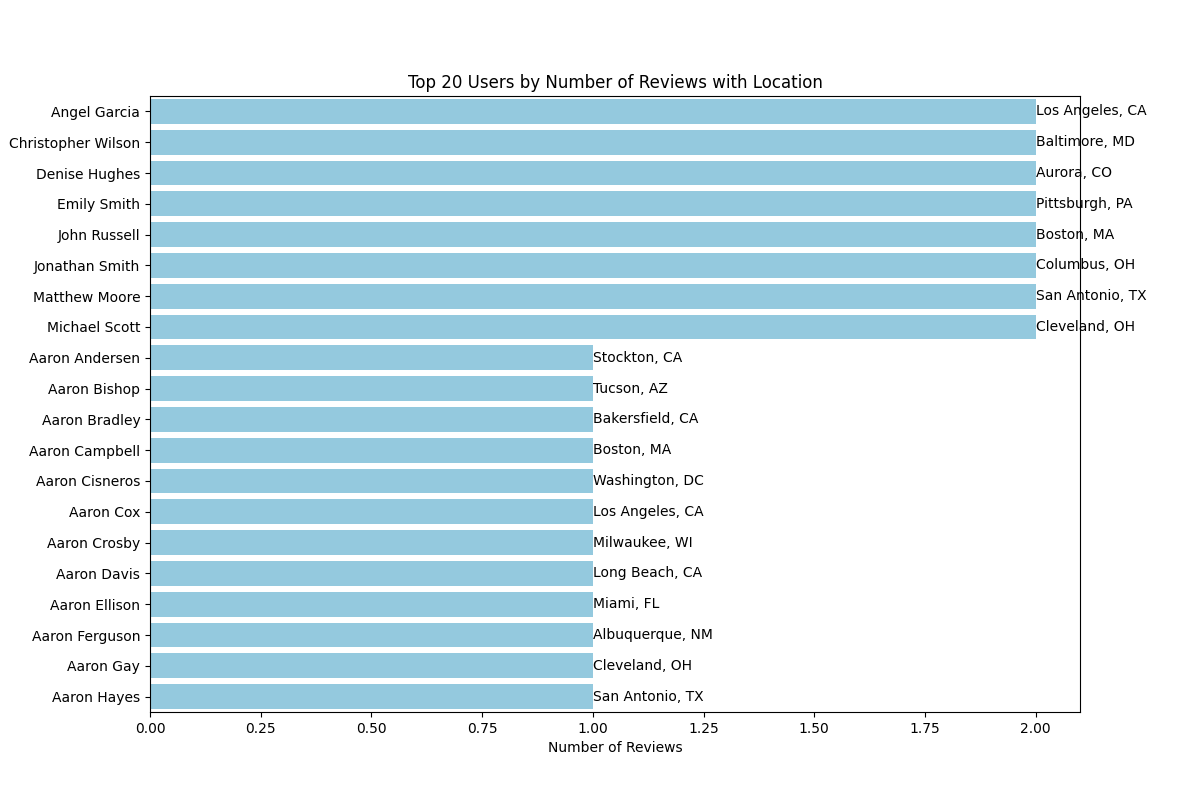 Top 20 Users by Number of Reviews with Location
Angel Garcia Los Angeles, CA
Christopher Wilson Baltimore, MD
Denise Hughes Aurora, CO
Emily Smith Pittsburgh, PA
John Russell Boston, MA
Jonathan Smith Columbus, OH
Matthew Moore San Antonio, TX
Michael Scott Cleveland, OH
Aaron Andersen Stockton, CA
Aaron Bishop Tucson, AZ
Aaron Bradley Bakersfield, CA
Aaron Campbell Boston, MA
Aaron Cisneros Washington, DC
Aaron Cox Los Angeles, CA
Aaron Crosby Milwaukee, WI
Aaron Davis Long Beach, CA
Aaron Ellison Miami, FL
Aaron Ferguson Albuquerque, NM
Aaron Gay Cleveland, OH
Aaron Hayes San Antonio, TX
0.00 0.25 0.50 0.75 1.00 1.25 1.50 1.75 2.00
Number of Reviews